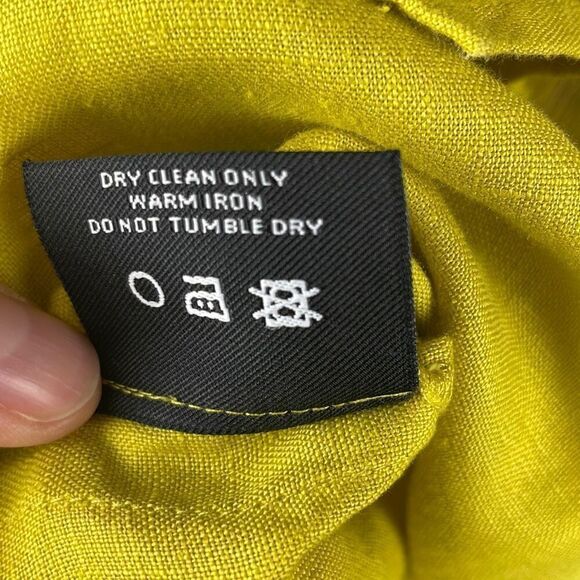 DRY CLEAN ONLY
WARM IRON
DO NOT TUMBLE DRY